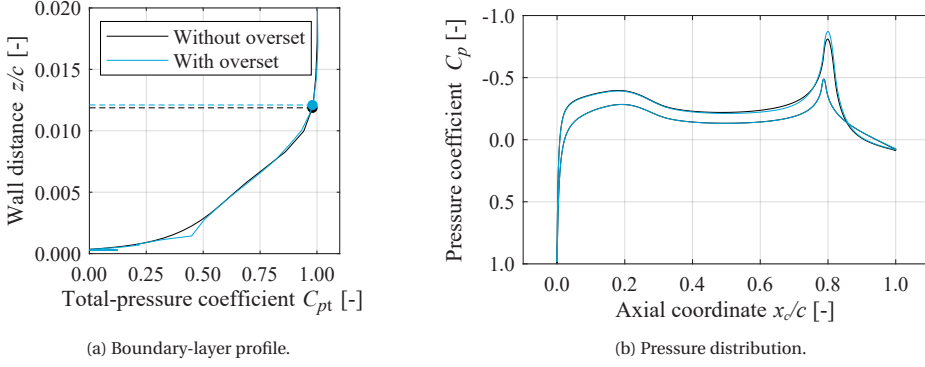 0.020
0.015
0.010
0.005
0.000
Wall distance z/c [-]
Without overset
With overset
0.00 0.25 0.50 0.75 1.00
Total-pressure coefficient Cpt [-]
(a) Boundary-layer profile.
-1.0
-0.5
0.0
0.5
1.0
Pressure coefficient Cp [-]
0.0 0.2 0.4 0.6 0.8 1.0
Axial coordinate xc/c [-]
(b) Pressure distribution.